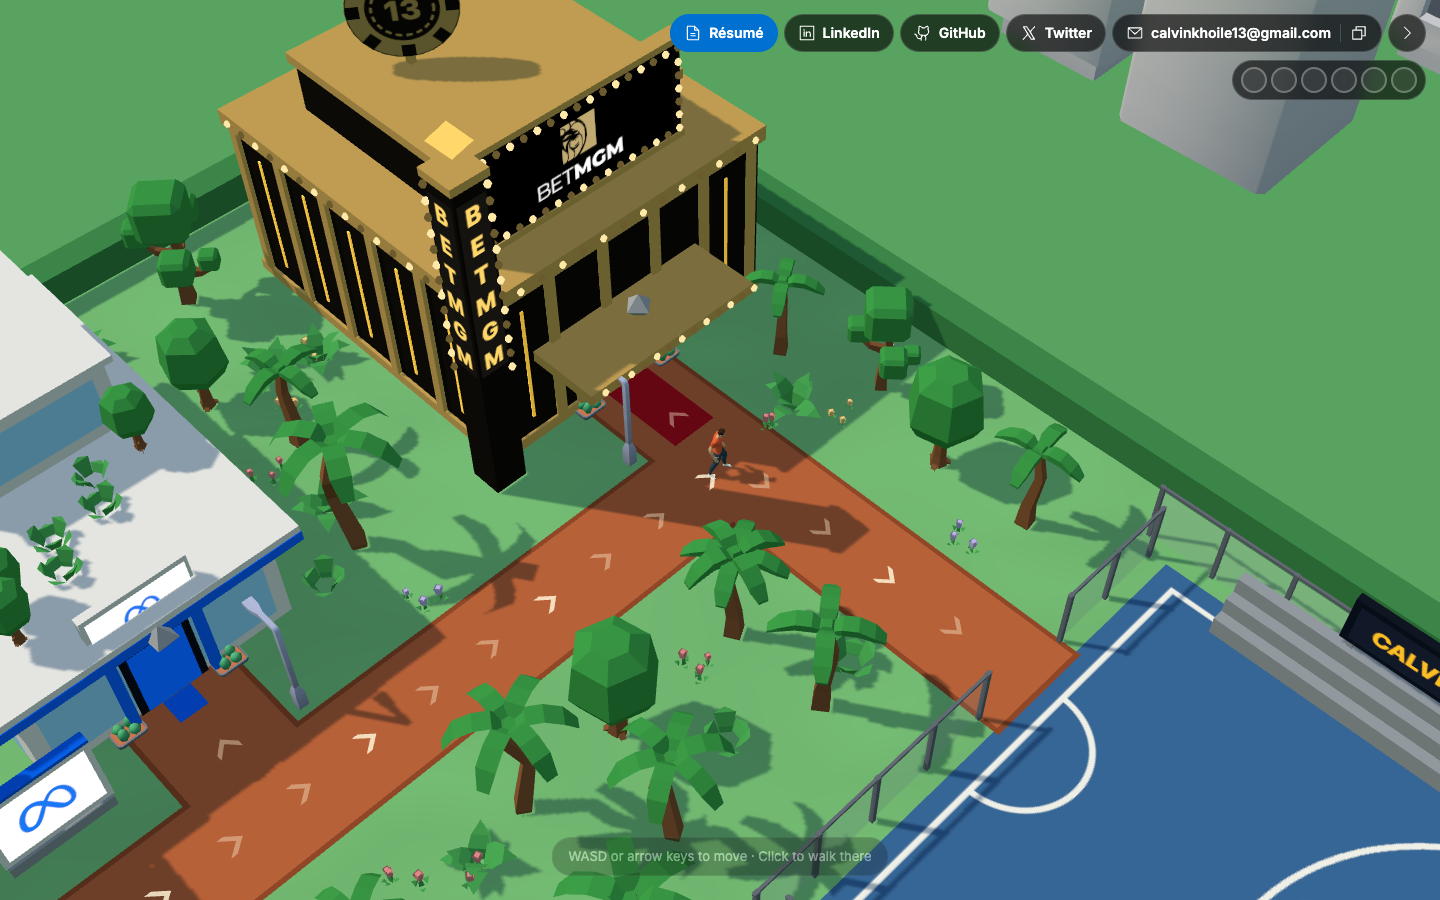 13
Résumé
LinkedIn
GitHub
Twitter
calvinkhoile13@gmail.com
BETMGM
BETMGM
BETMGM
CALV
WASD or arrow keys to move · Click to walk there